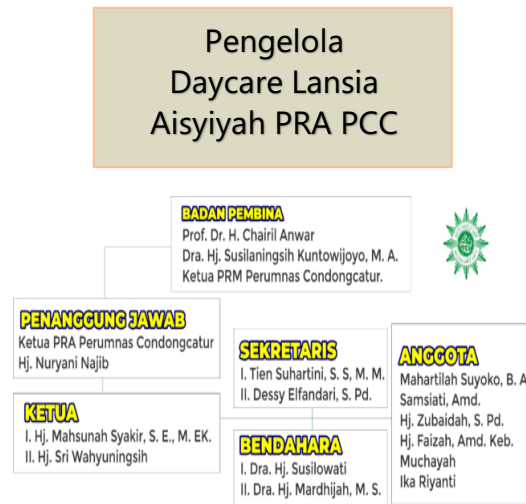 Pengelola
Daycare Lansia
Aisyiyah PRA PCC
BADAN PEMBINA
Prof. Dr. H. Chairil Anwar
Dra. Hj. Susilaningsih Kuntowijoyo, M. A.
Ketua PRM Perumnas Condongcatur.
PENANGGUNG JAWAB
Ketua PRA Perumnas Condongcatur
Hj. Nuryani Najib
KETUA
I. Hj. Mahsunah Syakir, S. E., M. EK.
II. Hj. Sri Wahyuningsih
SEKRETARIS
I. Tien Suhartini, S. S, M. M.
II. Dessy Elfandari, S. Pd.
BENDAHARA
I. Dra. Hj. Susilowati
II. Dra. Hj. Mardhijah, M. S.
ANGGOTA
Mahartilah Suyoko, B. A
Samsiati, Amd.
Hj. Zubaidah, S. Pd.
Hj. Faizah, Amd. Keb.
Muchayah
Ika Riyanti